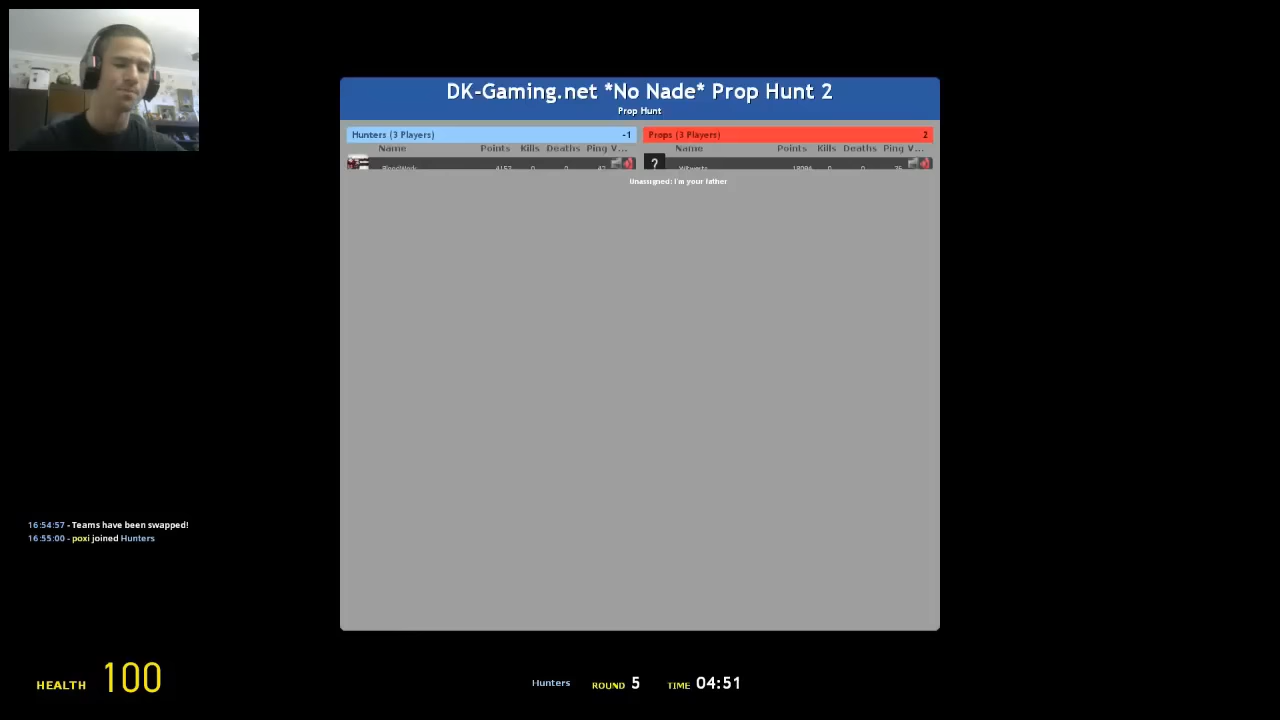 DK-Gaming.net *No Nade* Prop Hunt 2
Prop Hunt
Hunters (3 Players) -1
Props (3 Players) 2
Name Points Kills Deaths Ping V...
Name Points Kills Deaths Ping V...
?
Unassigned: I'm your father
16:54:57 - Teams have been swapped!
16:55:00 - poxi joined Hunters
HEALTH 100
Hunters ROUND 5 TIME 04:51